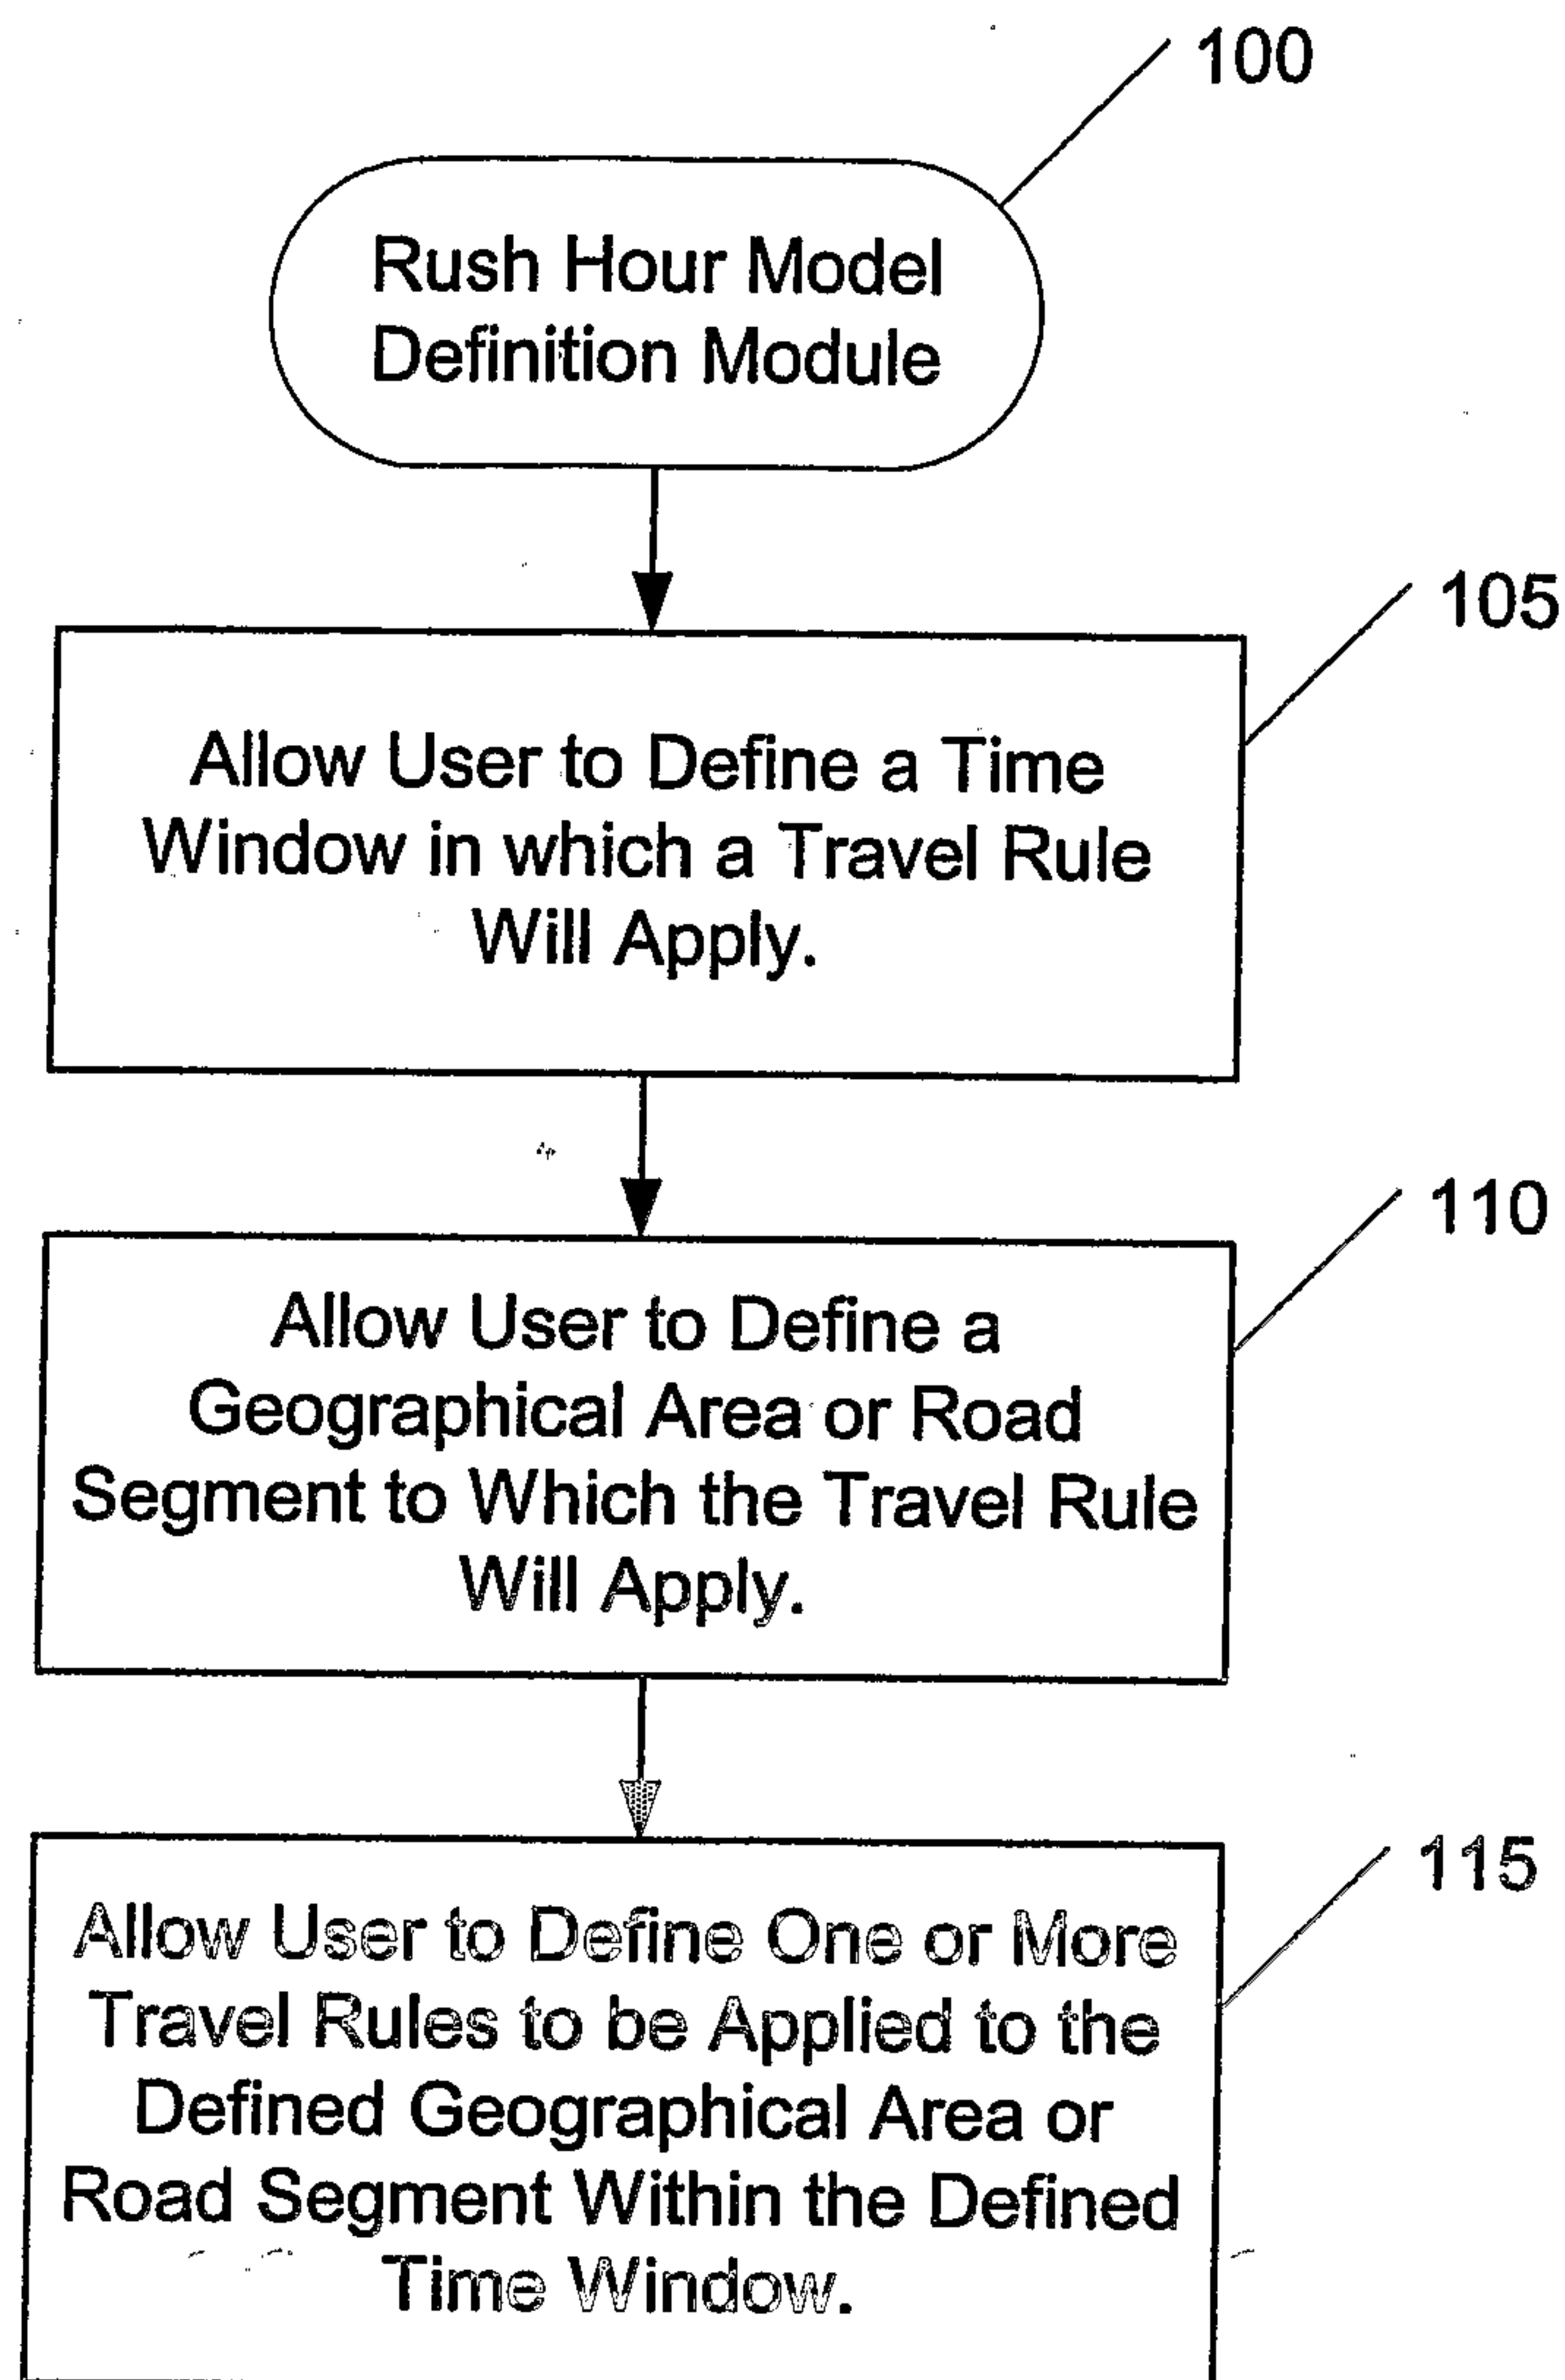 100
Rush Hour Model
Definition Module
105
Allow User to Define a Time
Window in which a Travel Rule
Will Apply.
110
Allow User to Define a
Geographical Area or Road
Segment to Which the Travel Rule
Will Apply.
115
Allow User to Define One or More
Travel Rules to be Applied to the
Defined Geographical Area or
Road Segment Within the Defined
Time Window.